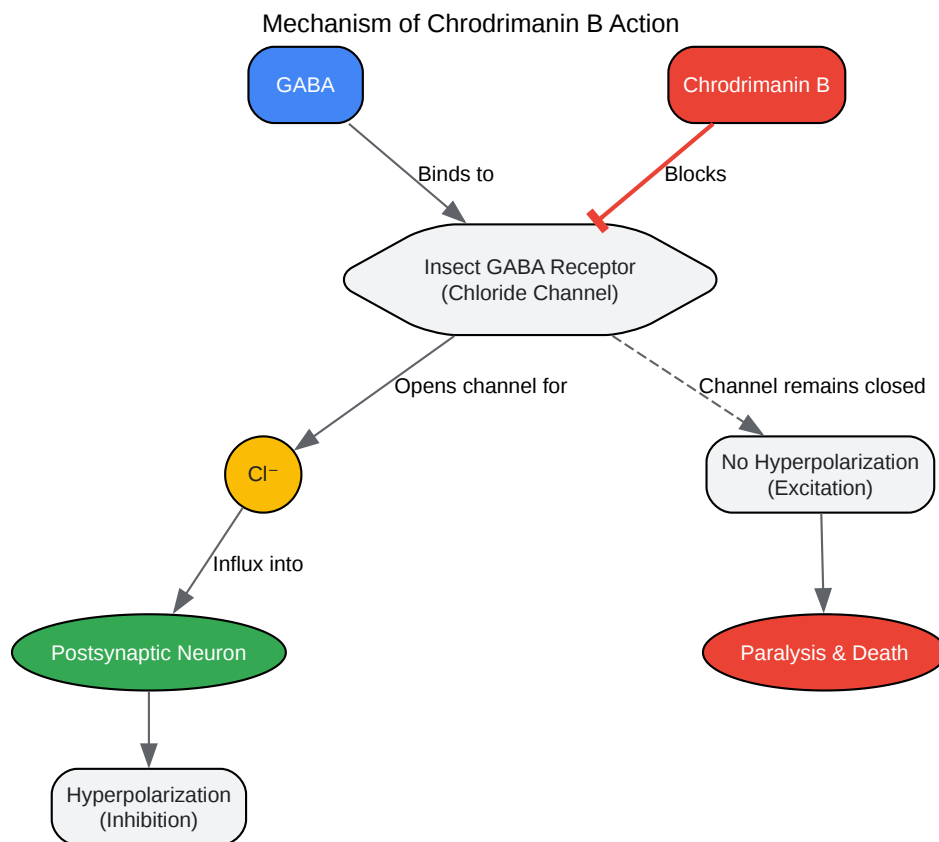 Mechanism of Chrodrimanin B Action
GABA
Chrodrimanin B
Binds to
Blocks
Insect GABA Receptor
(Chloride Channel)
Opens channel for
Channel remains closed
Cl⁻
No Hyperpolarization
(Excitation)
Influx into
Postsynaptic Neuron
Paralysis & Death
Hyperpolarization
(Inhibition)